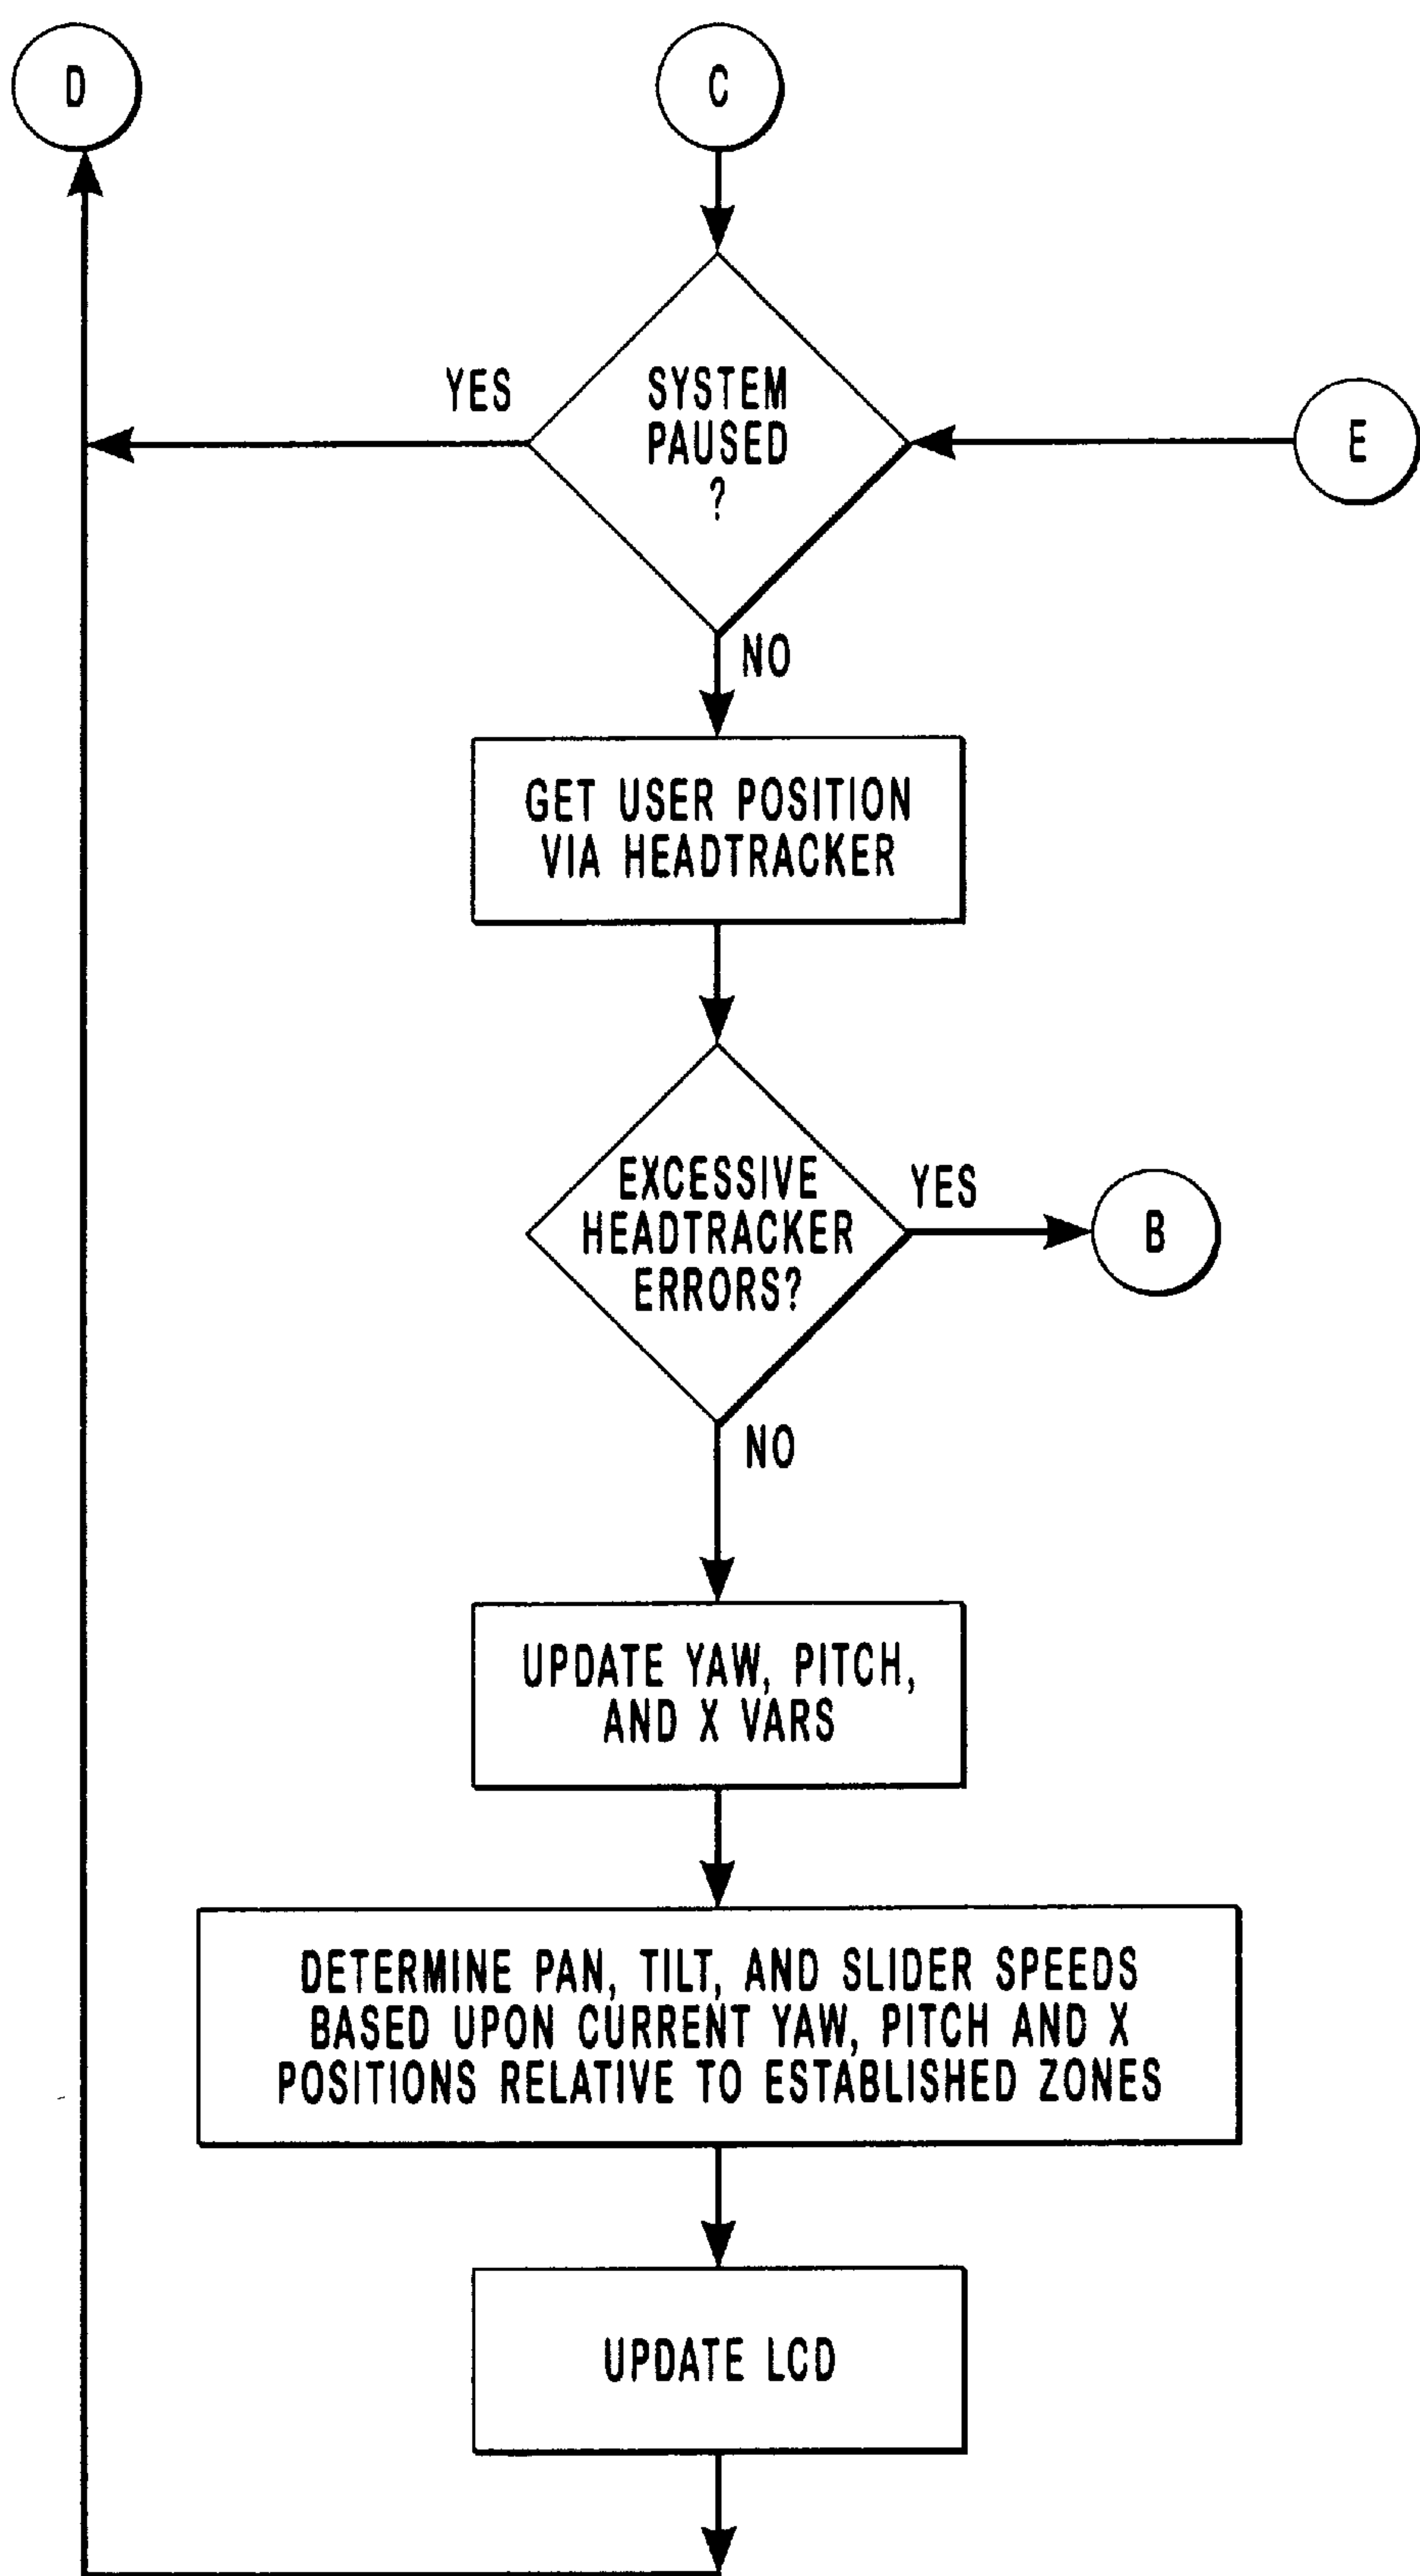 D
C
YES
SYSTEM
PAUSED
?
E
NO
GET USER POSITION
VIA HEADTRACKER
EXCESSIVE
HEADTRACKER
ERRORS?
YES
B
NO
UPDATE YAW, PITCH,
AND X VARS
DETERMINE PAN, TILT, AND SLIDER SPEEDS
BASED UPON CURRENT YAW, PITCH AND X
POSITIONS RELATIVE TO ESTABLISHED ZONES
UPDATE LCD